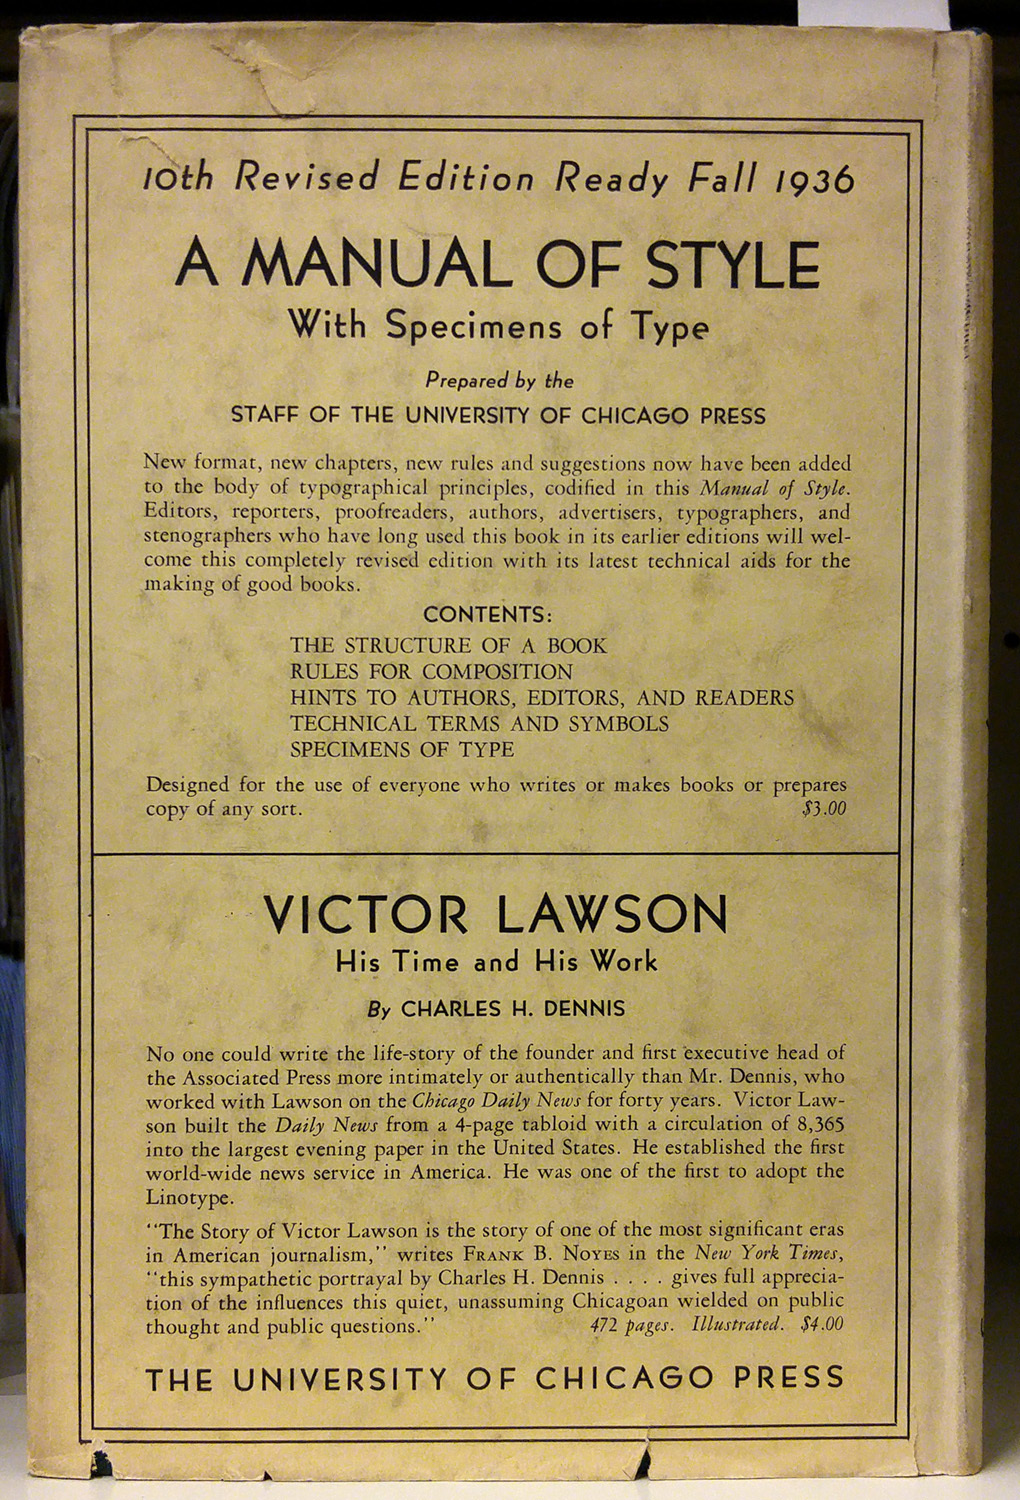 10th Revised Edition Ready Fall 1936
A MANUAL OF STYLE
With Specimens of Type
Prepared by the
STAFF OF THE UNIVERSITY OF CHICAGO PRESS
New format, new chapters, new rules and suggestions now have been added
to the body of typographical principles, codified in this Manual of Style.
Editors, reporters, proofreaders, authors, advertisers, typographers, and
stenographers who have long used this book in its earlier editions will wel-
come this completely revised edition with its latest technical aids for the
making of good books.
CONTENTS:
THE STRUCTURE OF A BOOK
RULES FOR COMPOSITION
HINTS TO AUTHORS, EDITORS, AND READERS
TECHNICAL TERMS AND SYMBOLS
SPECIMENS OF TYPE
Designed for the use of everyone who writes or makes books or prepares
copy of any sort. $3.00
VICTOR LAWSON
His Time and His Work
By CHARLES H. DENNIS
No one could write the life-story of the founder and first executive head of
the Associated Press more intimately or authentically than Mr. Dennis, who
worked with Lawson on the Chicago Daily News for forty years. Victor Law-
son built the Daily News from a 4-page tabloid with a circulation of 8,365
into the largest evening paper in the United States. He established the first
world-wide news service in America. He was one of the first to adopt the
Linotype.
"The Story of Victor Lawson is the story of one of the most significant eras
in American journalism," writes FRANK B. NOYES in the New York Times,
"this sympathetic portrayal by Charles H. Dennis . . . . gives full apprecia-
tion of the influences this quiet, unassuming Chicagoan wielded on public
thought and public questions." 472 pages. Illustrated. $4.00
THE UNIVERSITY OF CHICAGO PRESS